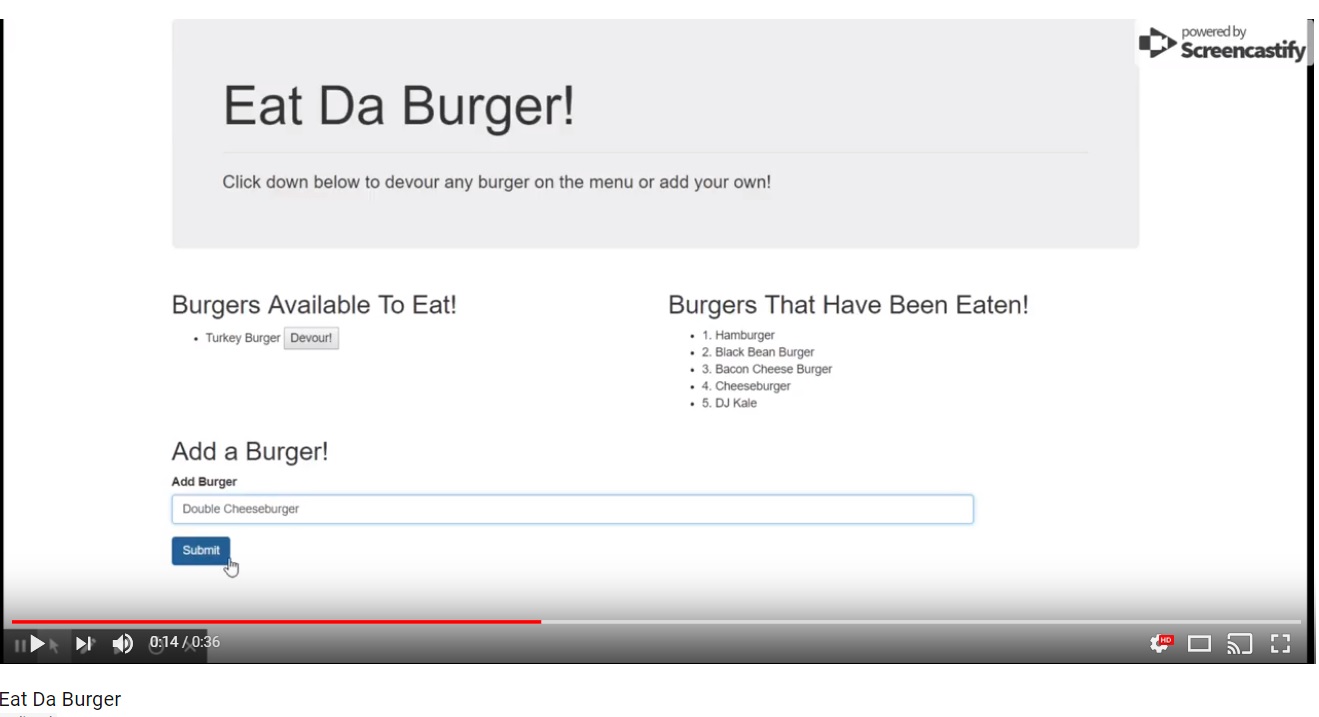 powered by
Screencastify
Eat Da Burger!
Click down below to devour any burger on the menu or add your own!
Burgers Available To Eat!
Turkey Burger Devour!
Burgers That Have Been Eaten!
1. Hamburger
2. Black Bean Burger
3. Bacon Cheese Burger
4. Cheeseburger
5. DJ Kale
Add a Burger!
Add Burger
Double Cheeseburger
Submit
0:14 / 0:36
HD
Eat Da Burger